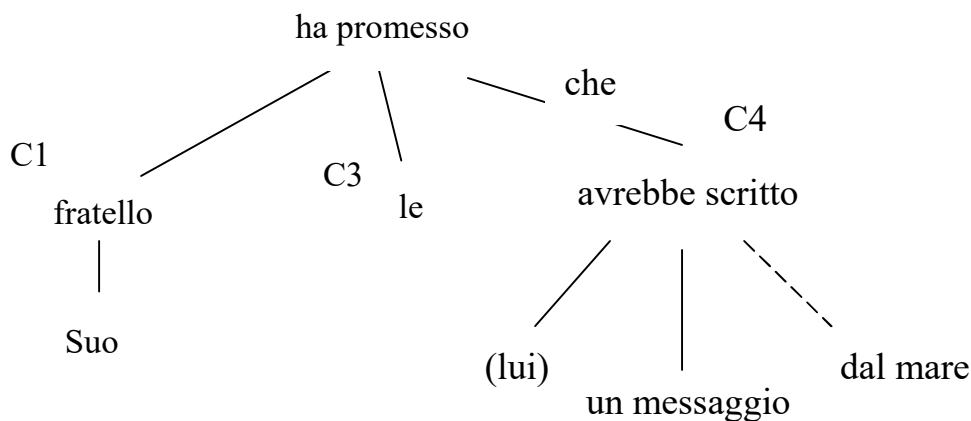 ha promesso
che
C4
C1
C3
avrebbe scritto
fratello
le
Suo
(lui)
dal mare
un messaggio